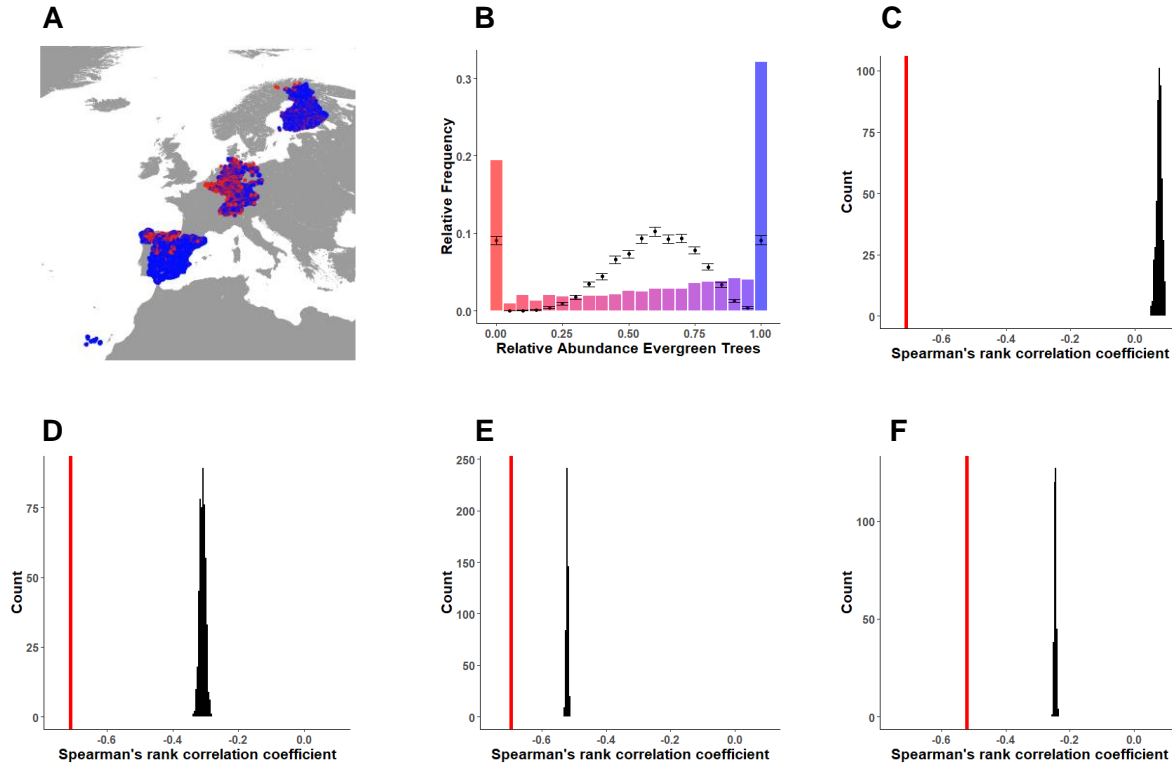 A
B
C
0.3
0.2
0.1
0.0
Relative Frequency
0.00 0.25 0.50 0.75 1.00
Relative Abundance Evergreen Trees
100
75
50
25
0
Count
-0.6 -0.4 -0.2 0.0
Spearman's rank correlation coefficient
D
E
F
75
50
25
0
Count
-0.6 -0.4 -0.2 0.0
Spearman's rank correlation coefficient
250
200
150
100
50
0
Count
-0.6 -0.4 -0.2 0.0
Spearman's rank correlation coefficient
100
50
0
Count
-0.6 -0.4 -0.2 0.0
Spearman's rank correlation coefficient